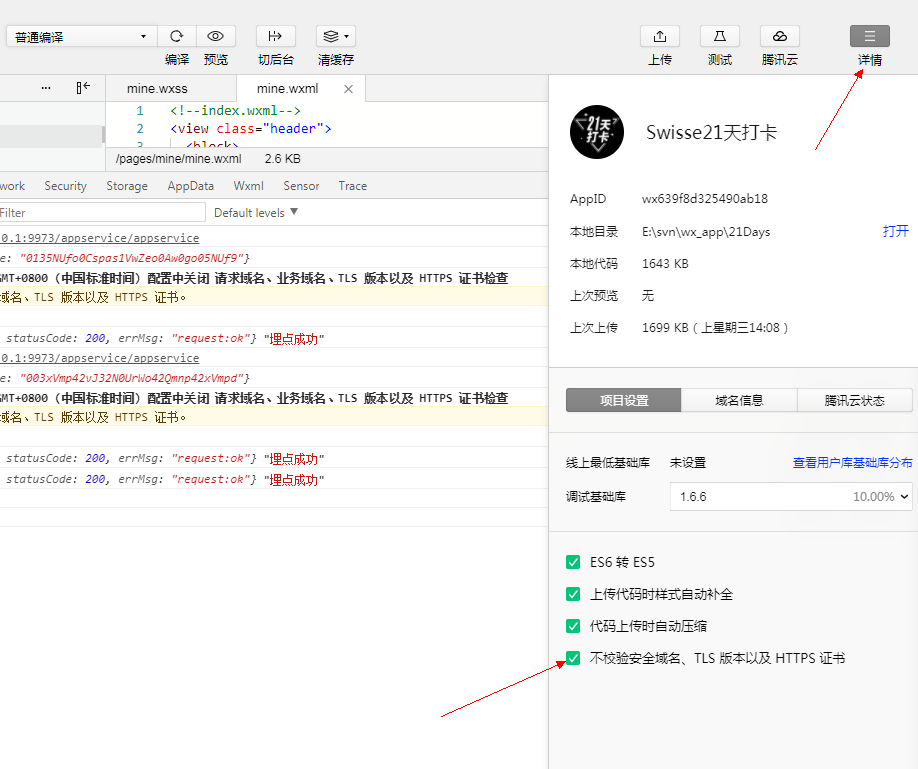 普通编译
编译 预览 切后台 清缓存 上传 测试 腾讯云 详情
··· mine.wxss mine.wxml
1 <!--index.wxml-->
2 <view class="header">
3 <block>
/pages/mine/mine.wxml 2.6 KB
work Security Storage AppData Wxml Sensor Trace
Filter Default levels ▼
0.1:9973/appservice/appservice
e: "0135NUfo0Cspas1VwZeo0Aw0go05NUf9"}
GMT+0800 (中国标准时间) 配置中关闭 请求域名、业务域名、TLS 版本以及 HTTPS 证书检查
域名、TLS 版本以及 HTTPS 证书。
statusCode: 200, errMsg: "request:ok"} "埋点成功"
0.1:9973/appservice/appservice
e: "003xVmp42vJ32N0UrWo42Qmnp42xVmpd"}
GMT+0800 (中国标准时间) 配置中关闭 请求域名、业务域名、TLS 版本以及 HTTPS 证书检查
域名、TLS 版本以及 HTTPS 证书。
statusCode: 200, errMsg: "request:ok"} "埋点成功"
statusCode: 200, errMsg: "request:ok"} "埋点成功"
21天
打卡
Swisse21天打卡
AppID wx639f8d325490ab18
本地目录 E:\svn\wx_app\21Days 打开
本地代码 1643 KB
上次预览 无
上次上传 1699 KB ( 上星期三14:08 )
项目设置 域名信息 腾讯云状态
线上最低基础库 未设置 查看用户库基础库分布
调试基础库 1.6.6 10.00%
ES6 转 ES5
上传代码时样式自动补全
代码上传时自动压缩
不校验安全域名、TLS 版本以及 HTTPS 证书